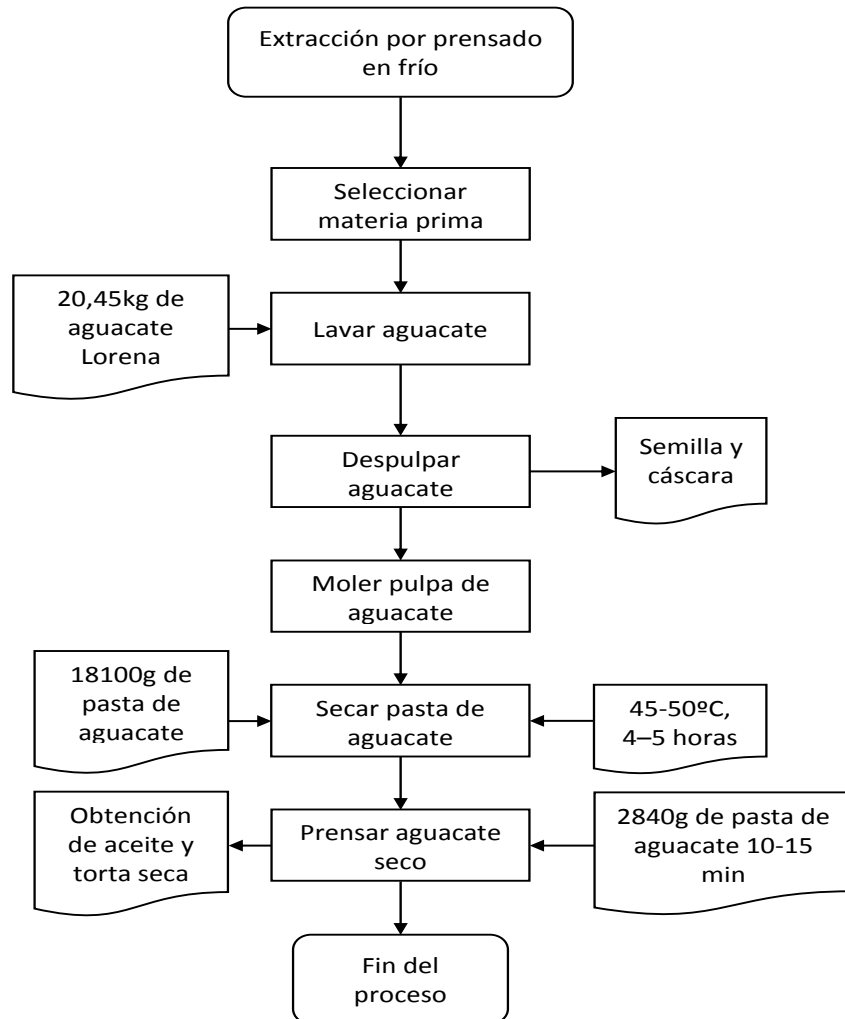 Extracción por prensado
en frío
Seleccionar
materia prima
20,45kg de
aguacate
Lorena
Lavar aguacate
Despulpar
aguacate
Semilla y
cáscara
Moler pulpa de
aguacate
18100g de
pasta de
aguacate
Secar pasta de
aguacate
45-50ºC,
4–5 horas
Obtención
de aceite y
torta seca
Prensar aguacate
seco
2840g de pasta de
aguacate 10-15
min
Fin del
proceso